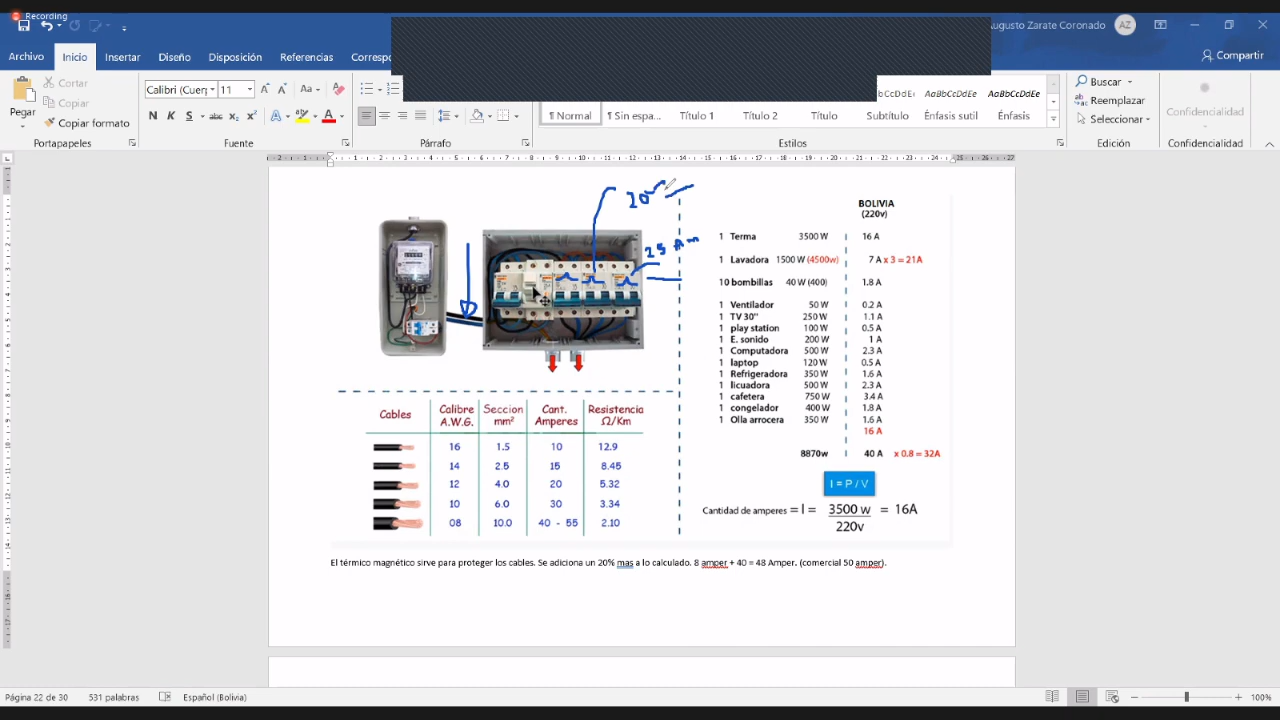 Recording
Augusto Zarate Coronado AZ
Archivo Inicio Insertar Diseño Disposición Referencias Correspo
Compartir
Pegar
Cortar
Copiar
Copiar formato
Portapapeles
Calibri (Cuerp 11
N K S abc x₂ x²
Fuente
Párrafo
¶ Normal
¶ Sin espa...
Título 1
Título 2
Título
Subtítulo
Énfasis sutil
Énfasis
AaBbCcDdEe
AaBbCcDdEe
Estilos
Buscar
Reemplazar
Seleccionar
Edición
Confidencialidad
Confidencialidad
20
25 Am
Cables Calibre A.W.G. Seccion mm² Cant. Amperes Resistencia Ω/Km
16 1.5 10 12.9
14 2.5 15 8.45
12 4.0 20 5.32
10 6.0 30 3.34
08 10.0 40 - 55 2.10
BOLIVIA
(220v)
1 Terma 3500 W 16 A
1 Lavadora 1500 W (4500w) 7 A x 3 = 21A
10 bombillas 40 W (400) 1.8 A
1 Ventilador 50 W 0.2 A
1 TV 30" 250 W 1.1 A
1 play station 100 W 0.5 A
1 E. sonido 200 W 1 A
1 Computadora 500 W 2.3 A
1 laptop 120 W 0.5 A
1 Refrigeradora 350 W 1.6 A
1 licuadora 500 W 2.3 A
1 cafetera 750 W 3.4 A
1 congelador 400 W 1.8 A
1 Olla arrocera 350 W 1.6 A
16 A
8870w 40 A x 0.8 = 32A
I = P / V
Cantidad de amperes = I = 3500 w / 220v = 16A
El térmico magnético sirve para proteger los cables. Se adiciona un 20% mas a lo calculado. 8 amper + 40 = 48 Amper. (comercial 50 amper).
Página 22 de 30 531 palabras Español (Bolivia) 100%